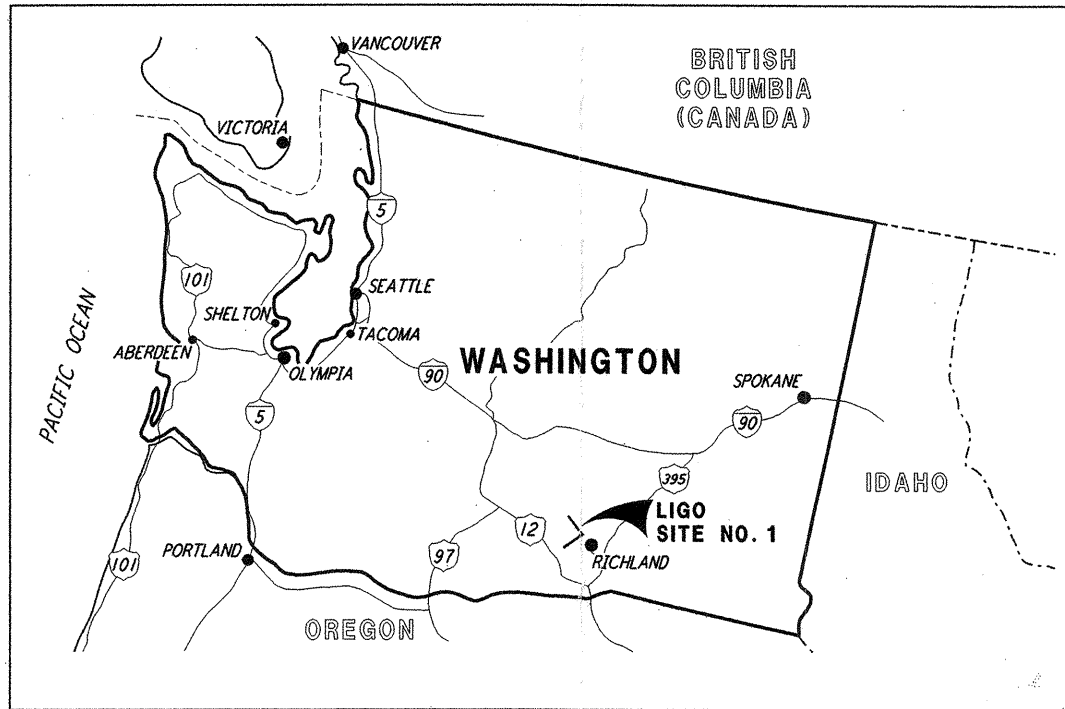 VANCOUVER
BRITISH
COLUMBIA
(CANADA)
VICTORIA
5
101
SEATTLE
SHELTON
TACOMA
PACIFIC OCEAN
ABERDEEN
OLYMPIA
WASHINGTON
90
SPOKANE
5
90
395
IDAHO
LIGO
SITE NO. 1
12
RICHLAND
PORTLAND
97
101
OREGON